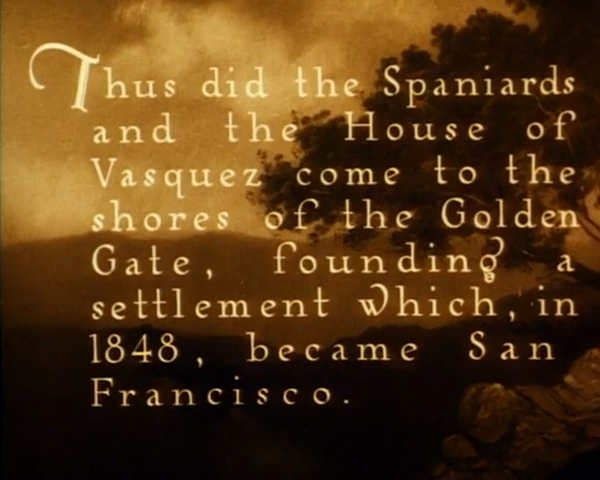 Thus did the Spaniards
and the House of
Vasquez come to the
shores of the Golden
Gate, founding a
settlement which, in
1848, became San
Francisco.